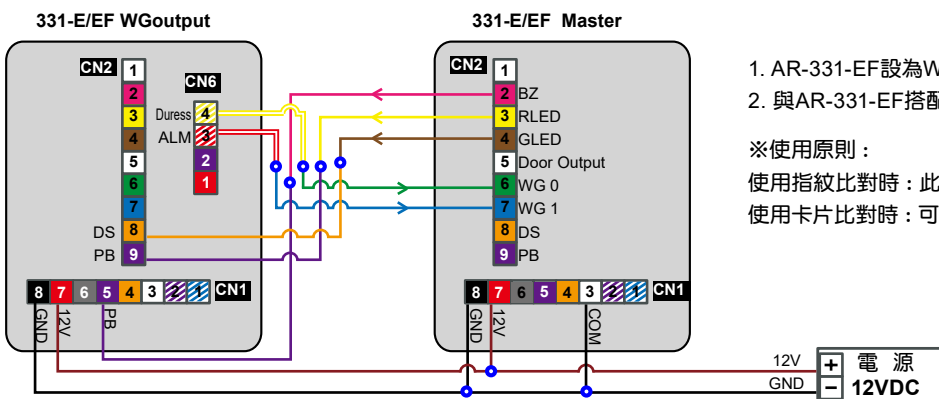 331-E/EF WGoutput
331-E/EF Master
CN2
1
2
3
4
5
6
7
DS 8
PB 9
CN6
Duress 4
ALM 3
2
1
8 7 6 5 4 3 2 1 CN1
GND
12V
PB
CN2
1
2 BZ
3 RLED
4 GLED
5 Door Output
6 WG 0
7 WG 1
8 DS
9 PB
8 7 6 5 4 3 2 1 CN1
GND
12V
COM
1. AR-331-EF設為W
2. 與AR-331-EF搭配
※使用原則：
使用指紋比對時：此
使用卡片比對時：可
12V + 電 源
GND − 12VDC